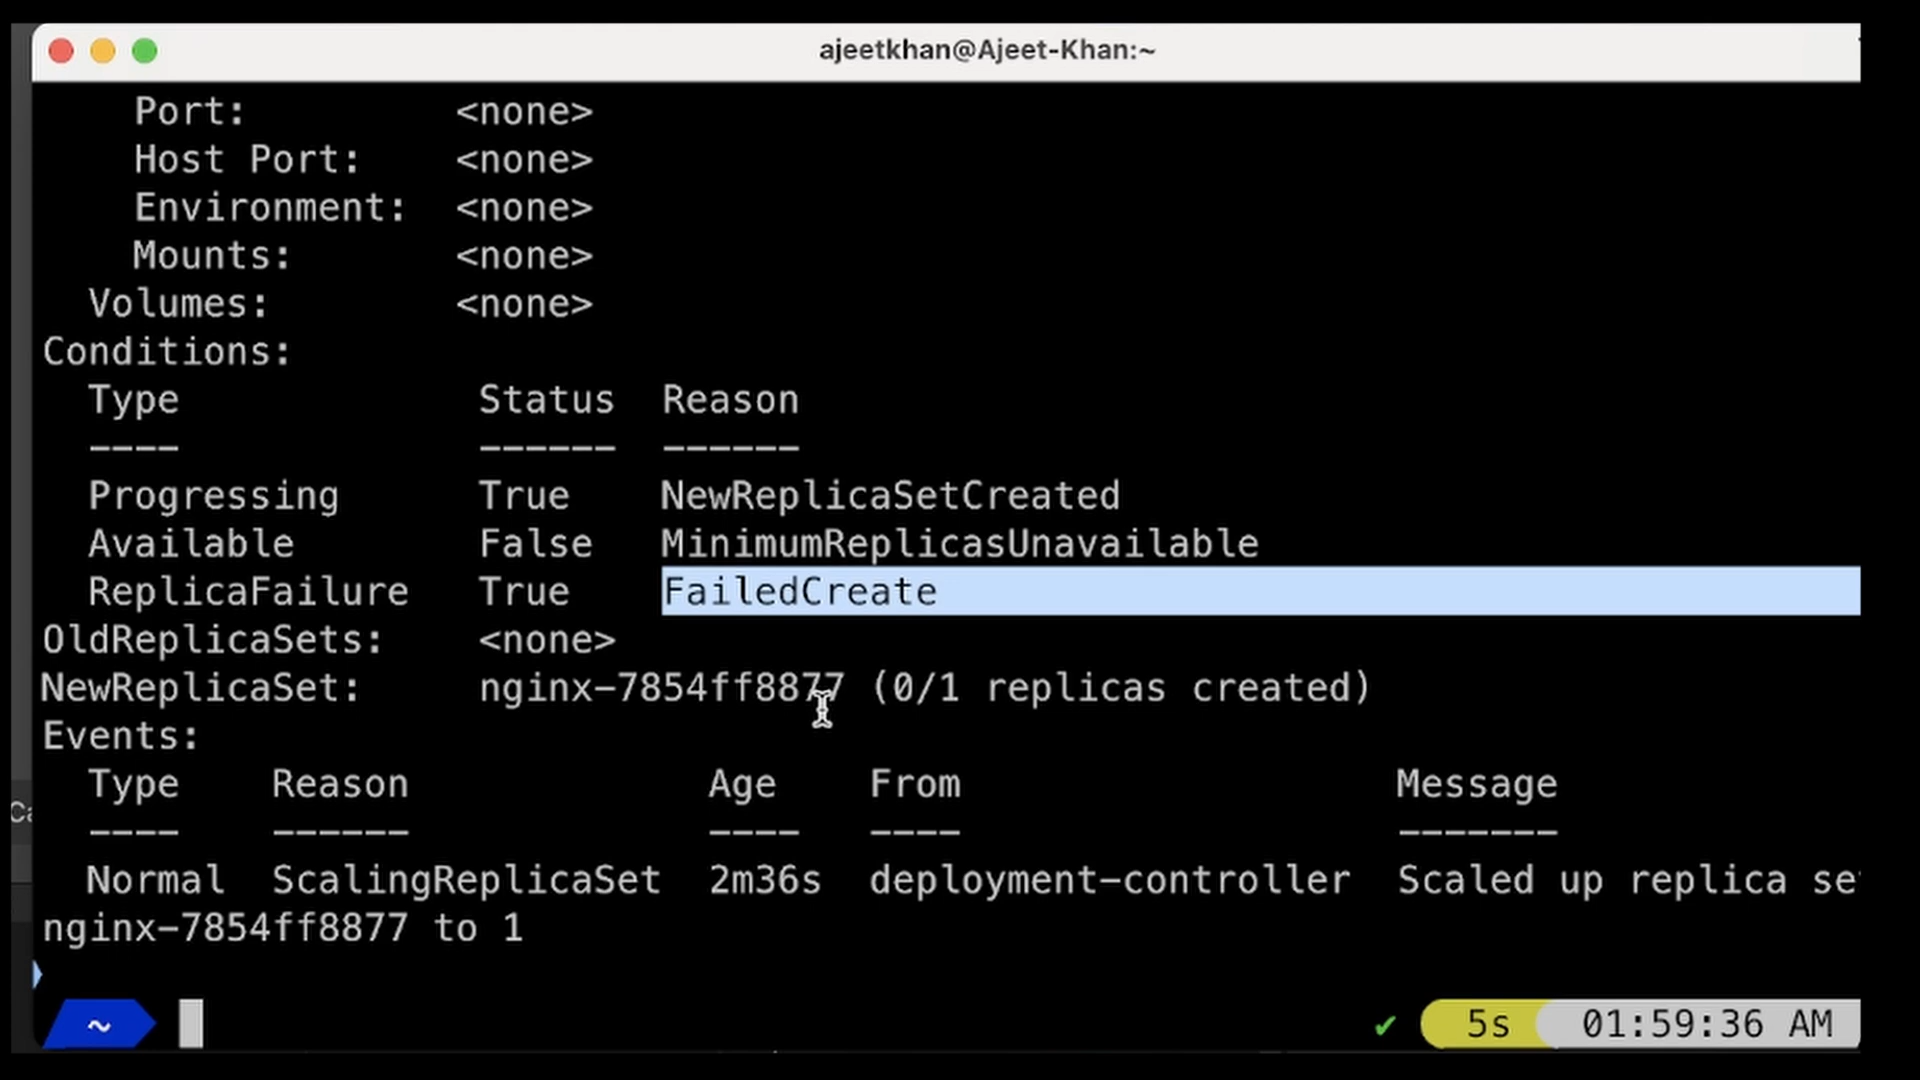 ajeetkhan@Ajeet-Khan:~
Port: <none>
Host Port: <none>
Environment: <none>
Mounts: <none>
Volumes: <none>
Conditions:
Type Status Reason
---- ------ ------
Progressing True NewReplicaSetCreated
Available False MinimumReplicasUnavailable
ReplicaFailure True FailedCreate
OldReplicaSets: <none>
NewReplicaSet: nginx-7854ff8877 (0/1 replicas created)
Events:
Type Reason Age From Message
---- ------ ---- ---- -------
Normal ScalingReplicaSet 2m36s deployment-controller Scaled up replica
nginx-7854ff8877 to 1
~ ✔ 5s 01:59:36 AM